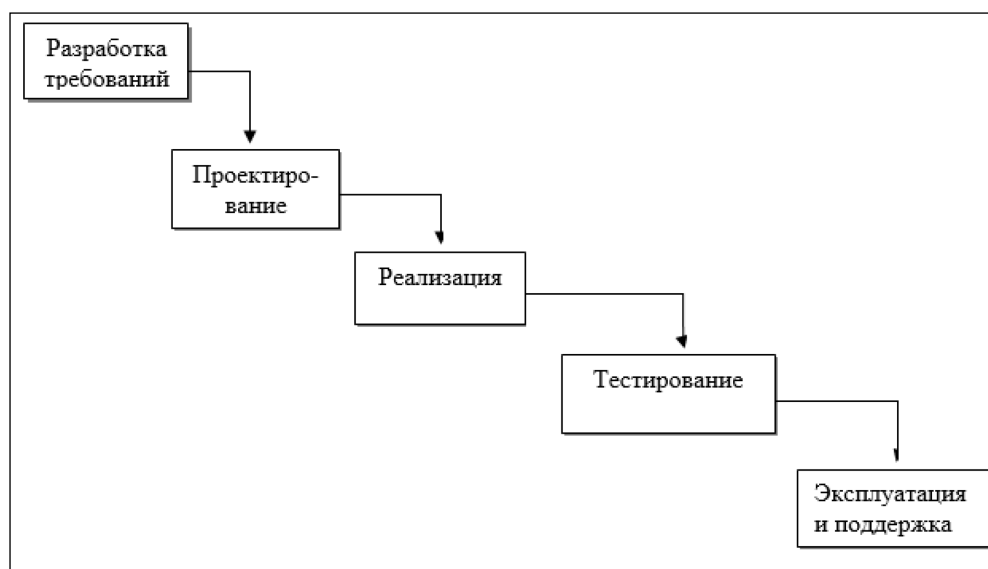 Разработка
требований
Проектиро-
вание
Реализация
Тестирование
Эксплуатация
и поддержка